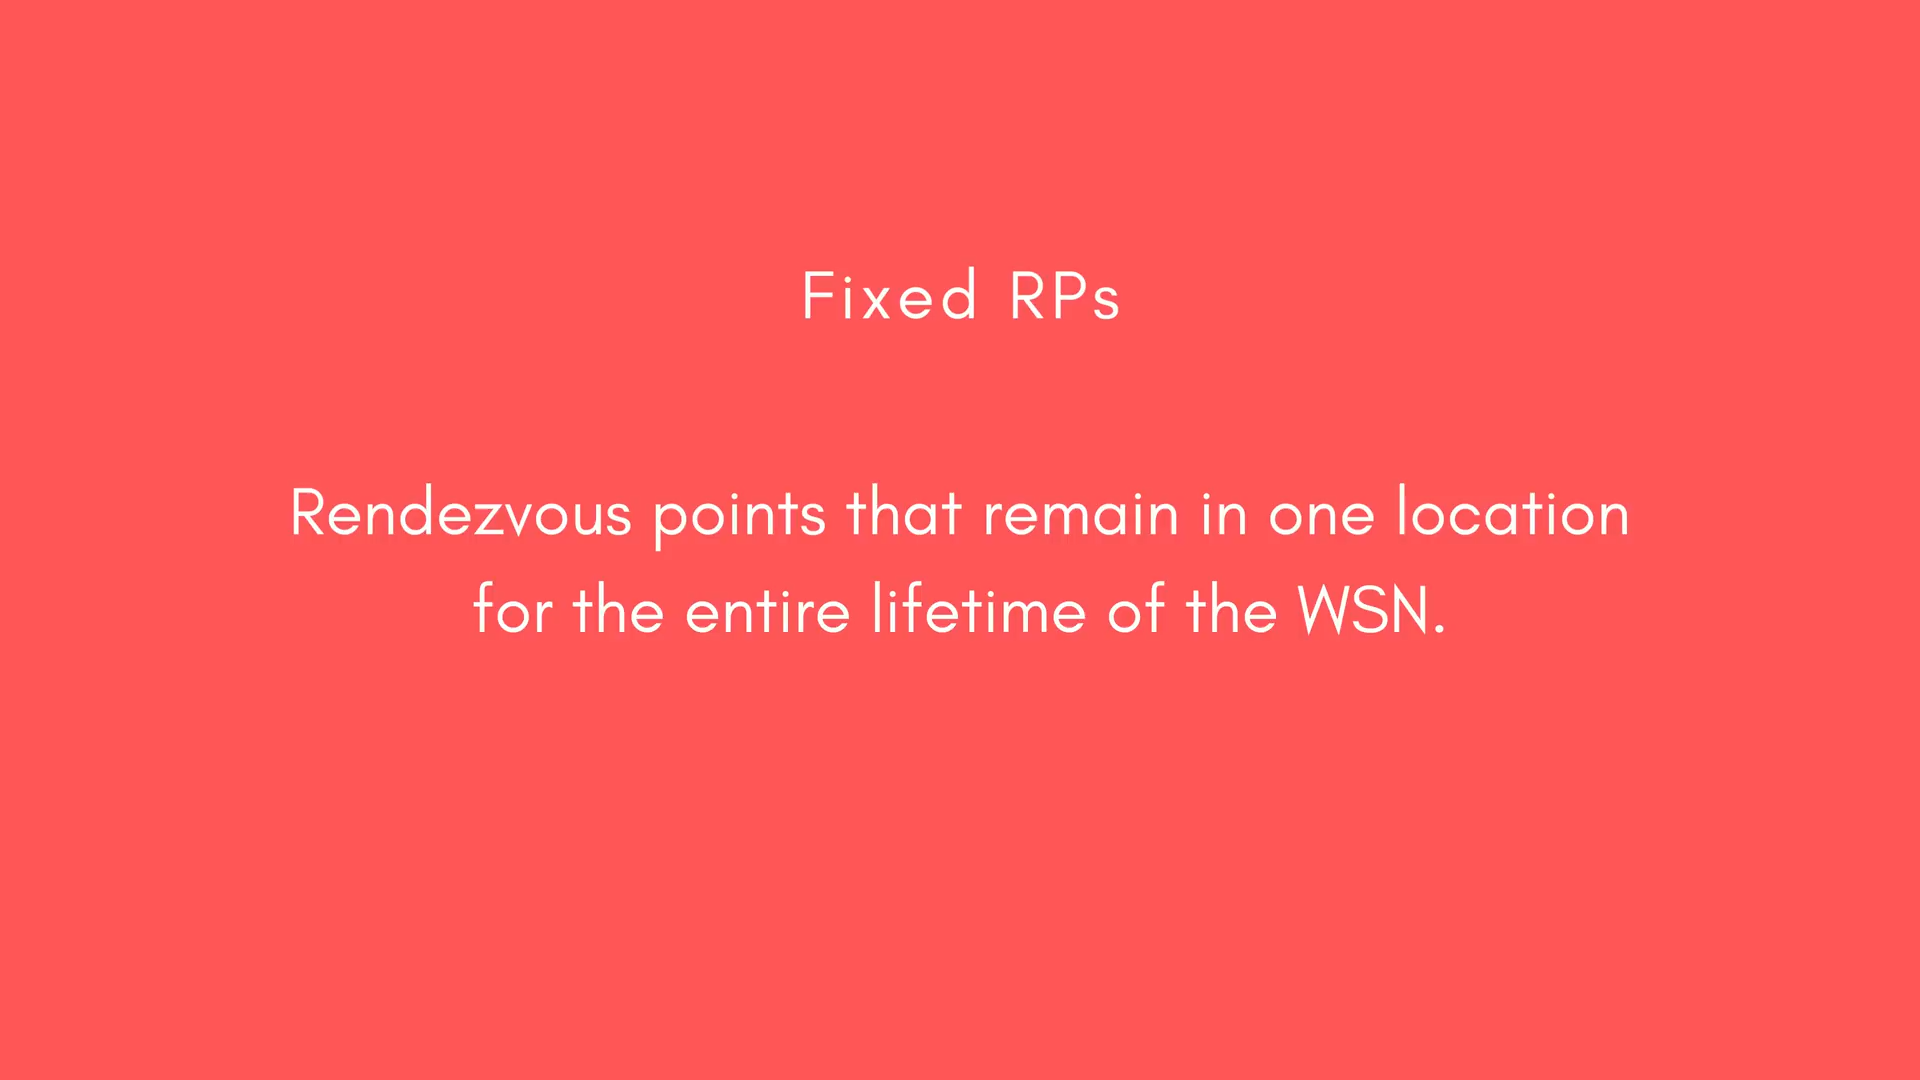 Fixed RPs
Rendezvous points that remain in one location
for the entire lifetime of the WSN.